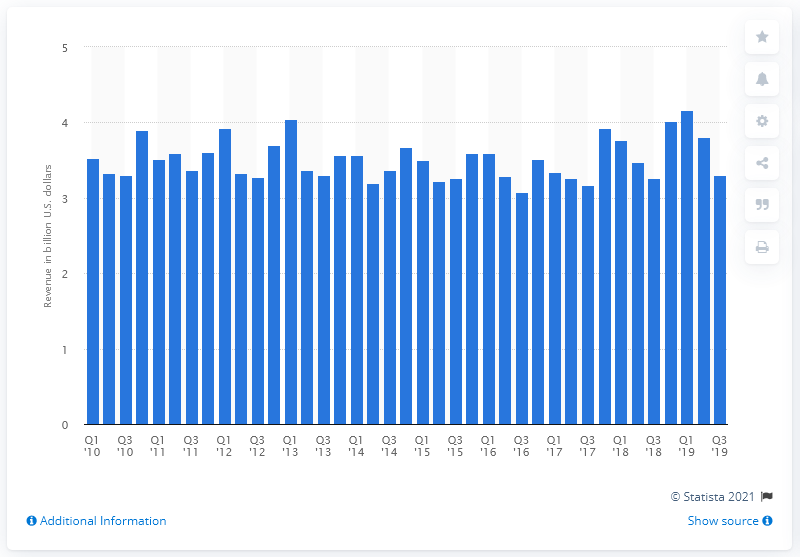 5
4
3
2
1
0
Revenue in billion U.S. dollars
Q1 '10
Q3 '10
Q1 '11
Q3 '11
Q1 '12
Q3 '12
Q1 '13
Q3 '13
Q1 '14
Q3 '14
Q1 '15
Q3 '15
Q1 '16
Q3 '16
Q1 '17
Q3 '17
Q1 '18
Q3 '18
Q1 '19
Q3 '19
© Statista 2021
Additional Information
Show source